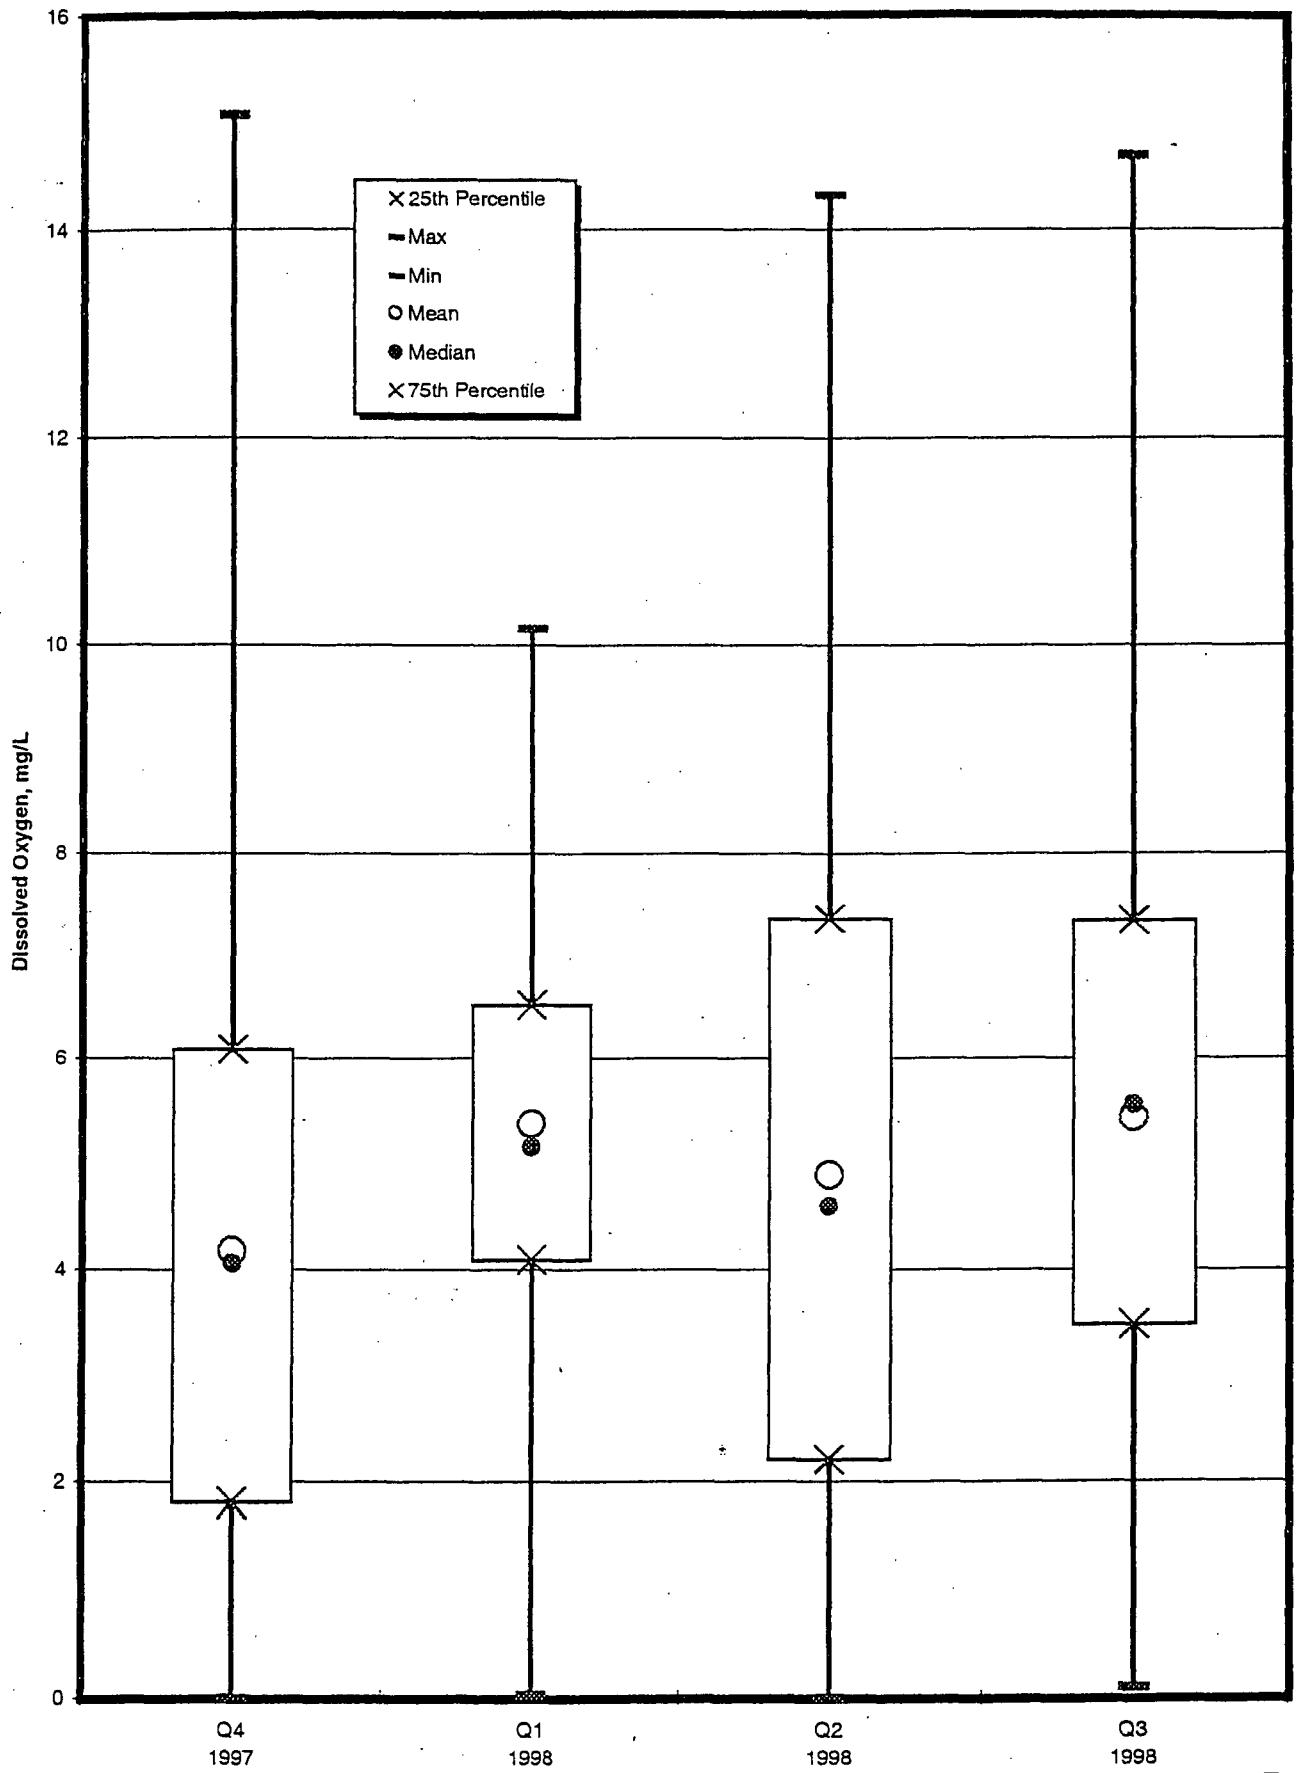 16
14
12
10
8
6
4
2
0
Dissolved Oxygen, mg/L
25th Percentile
Max
Min
Mean
Median
75th Percentile
Q4
1997
Q1
1998
Q2
1998
Q3
1998